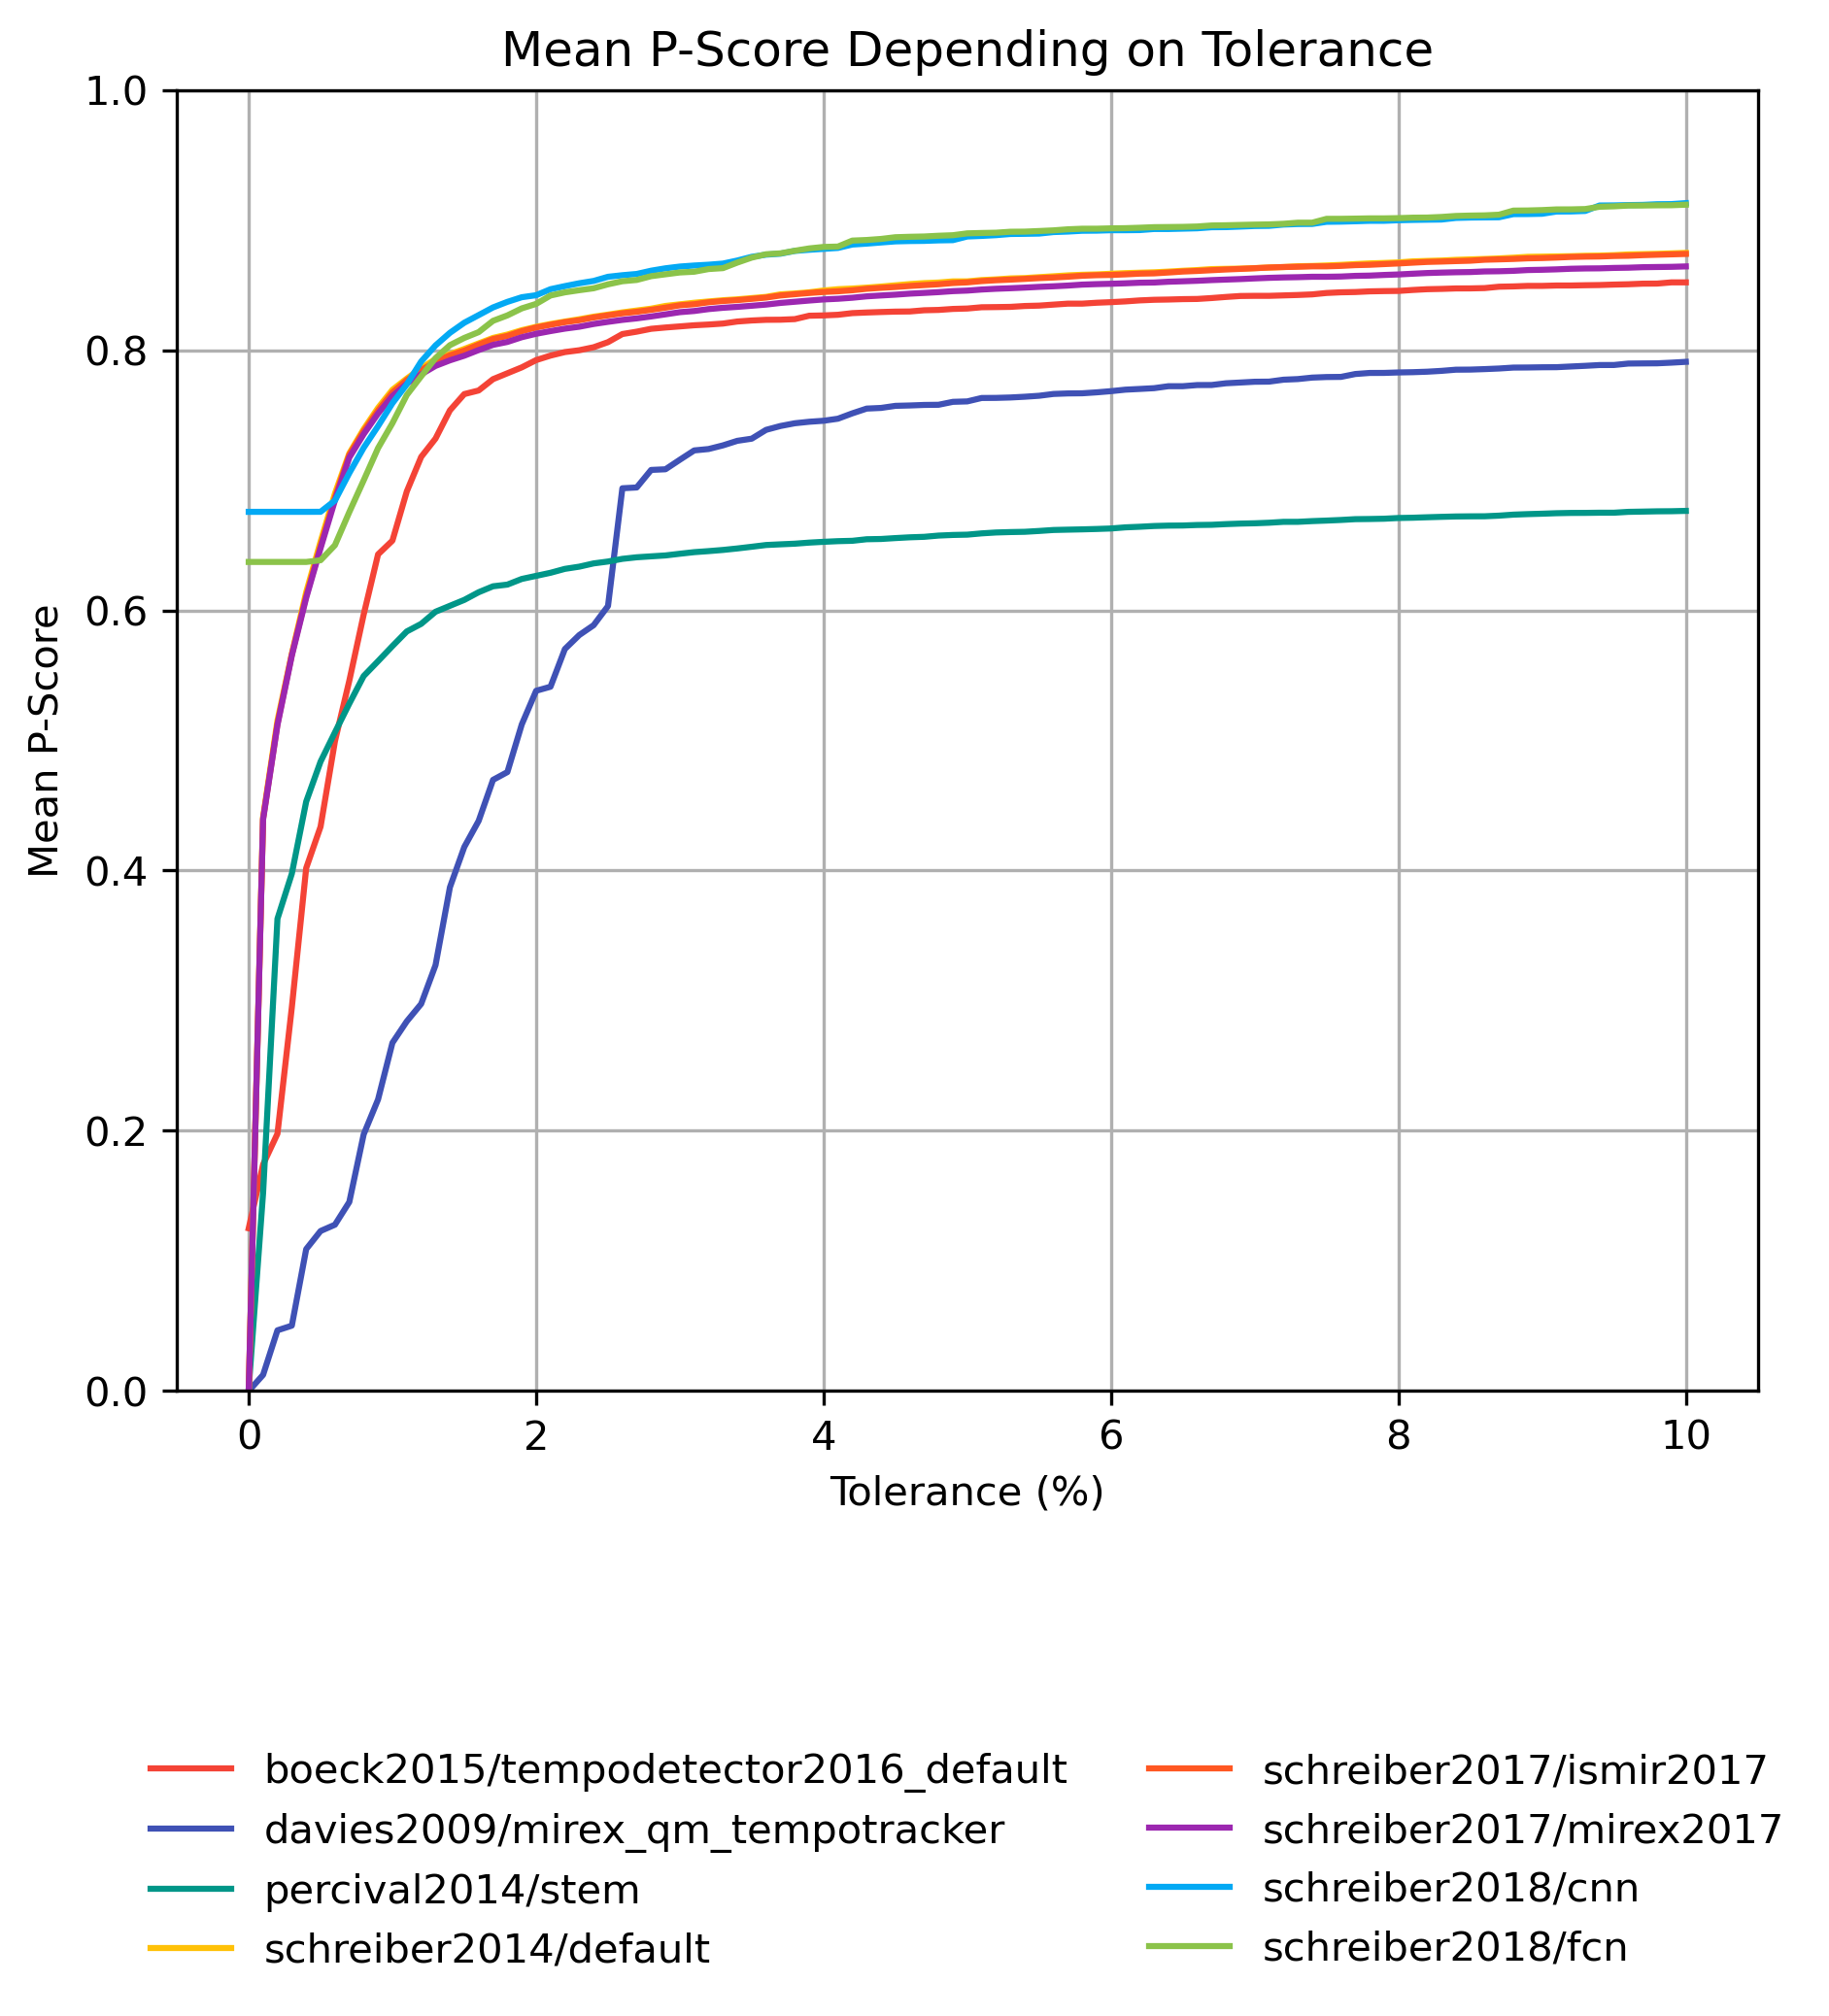 Mean P-Score Depending on Tolerance
1.0
0.8
0.6
0.4
0.2
0.0
Mean P-Score
0 2 4 6 8 10
Tolerance (%)
boeck2015/tempodetector2016_default
davies2009/mirex_qm_tempotracker
percival2014/stem
schreiber2014/default
schreiber2017/ismir2017
schreiber2017/mirex2017
schreiber2018/cnn
schreiber2018/fcn